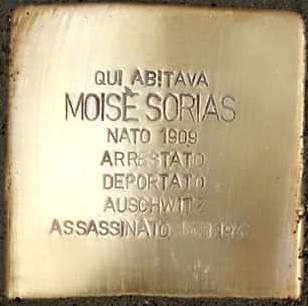 QUI ABITAVA
MOISÈ SORIAS
NATO 1909
ARRESTATO
DEPORTATO
AUSCHWITZ
ASSASSINATO